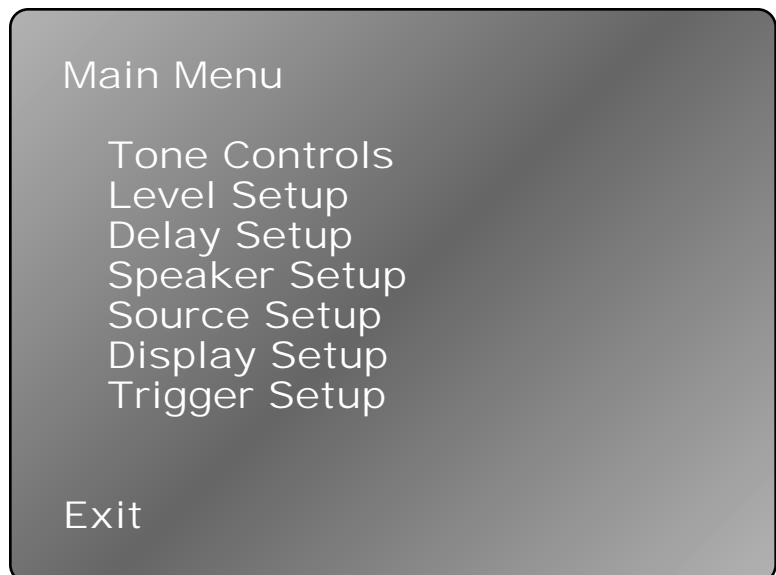 Main Menu
Tone Controls
Level Setup
Delay Setup
Speaker Setup
Source Setup
Display Setup
Trigger Setup
Exit